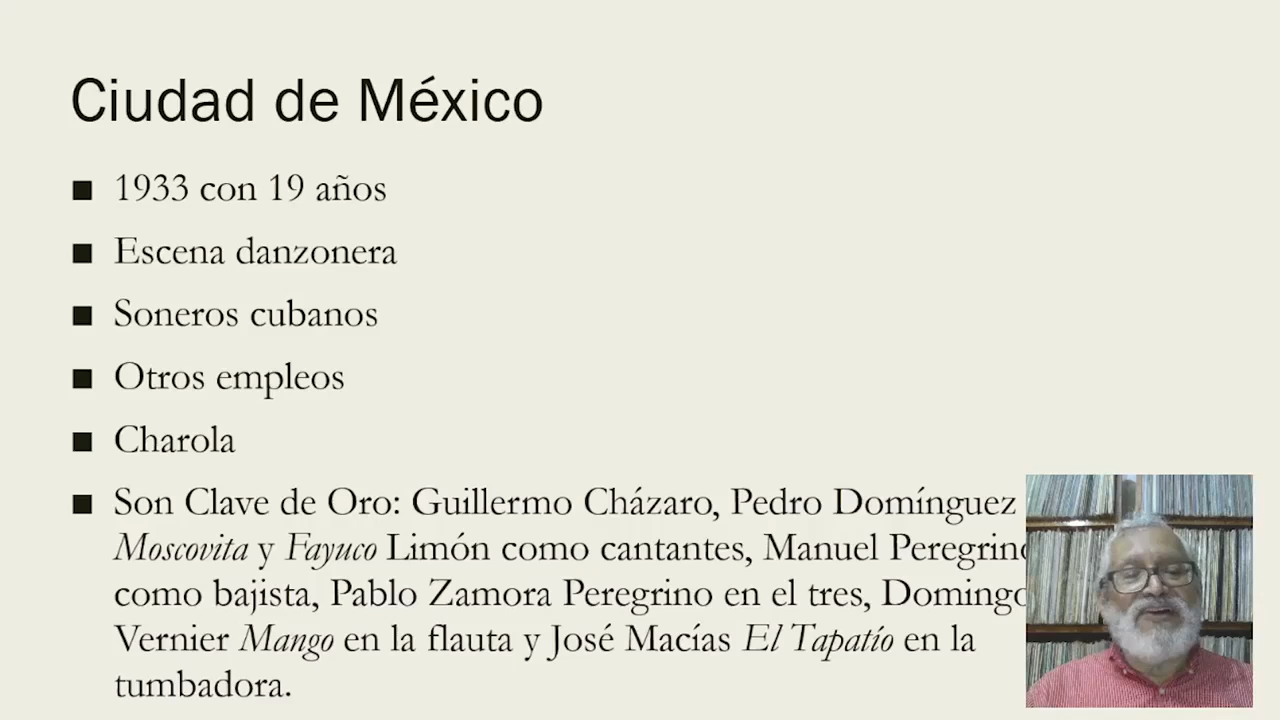 Ciudad de México
■ 1933 con 19 años
■ Escena danzonera
■ Soneros cubanos
■ Otros empleos
■ Charola
■ Son Clave de Oro: Guillermo Cházaro, Pedro Domínguez
Moscovita y Fayuco Limón como cantantes, Manuel Peregrino
como bajista, Pablo Zamora Peregrino en el tres, Domingo
Vernier Mango en la flauta y José Macías El Tapatío en la
tumbadora.